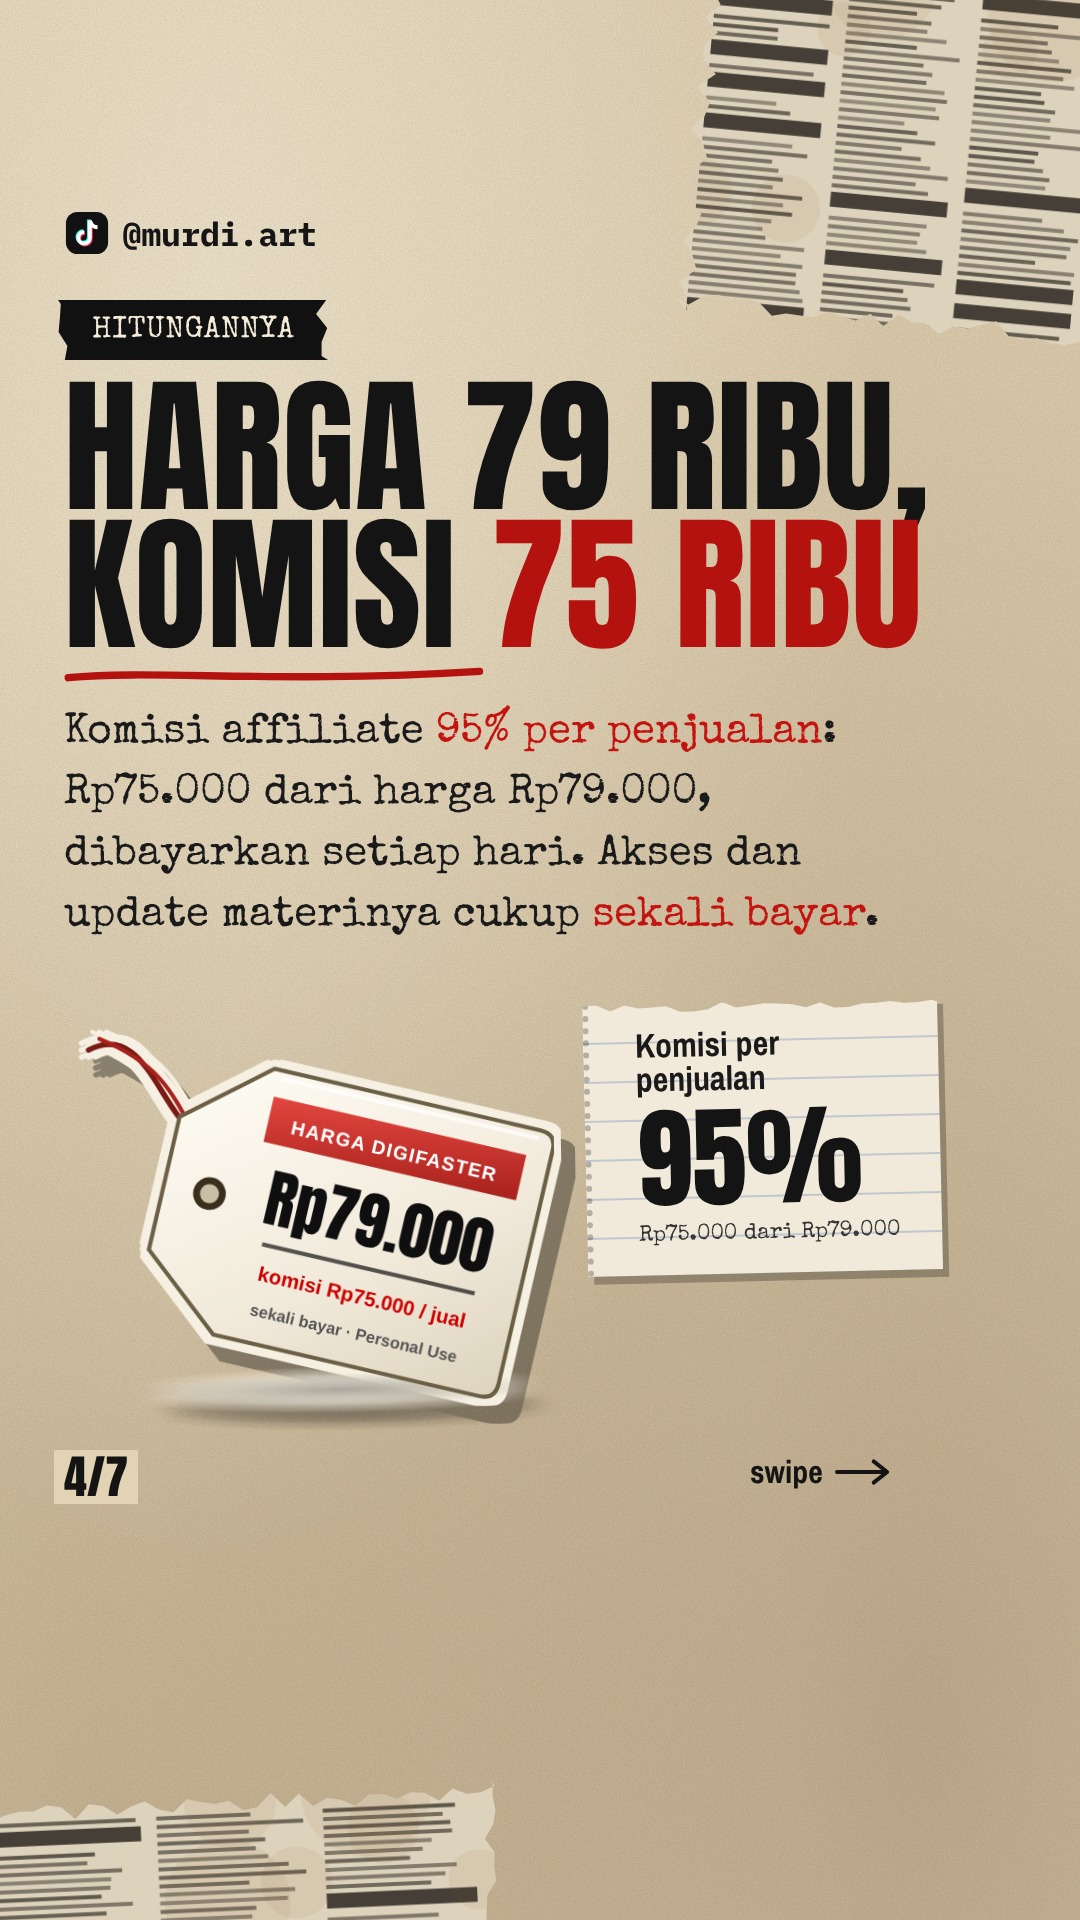 @murdi.art
HITUNGANNYA
HARGA 79 RIBU,
KOMISI 75 RIBU
Komisi affiliate 95% per penjualan:
Rp75.000 dari harga Rp79.000,
dibayarkan setiap hari. Akses dan
update materinya cukup sekali bayar.
HARGA DIGIFASTER
Rp79.000
komisi Rp75.000 / jual
sekali bayar · Personal Use
Komisi per
penjualan
95%
Rp75.000 dari Rp79.000
4/7
swipe →